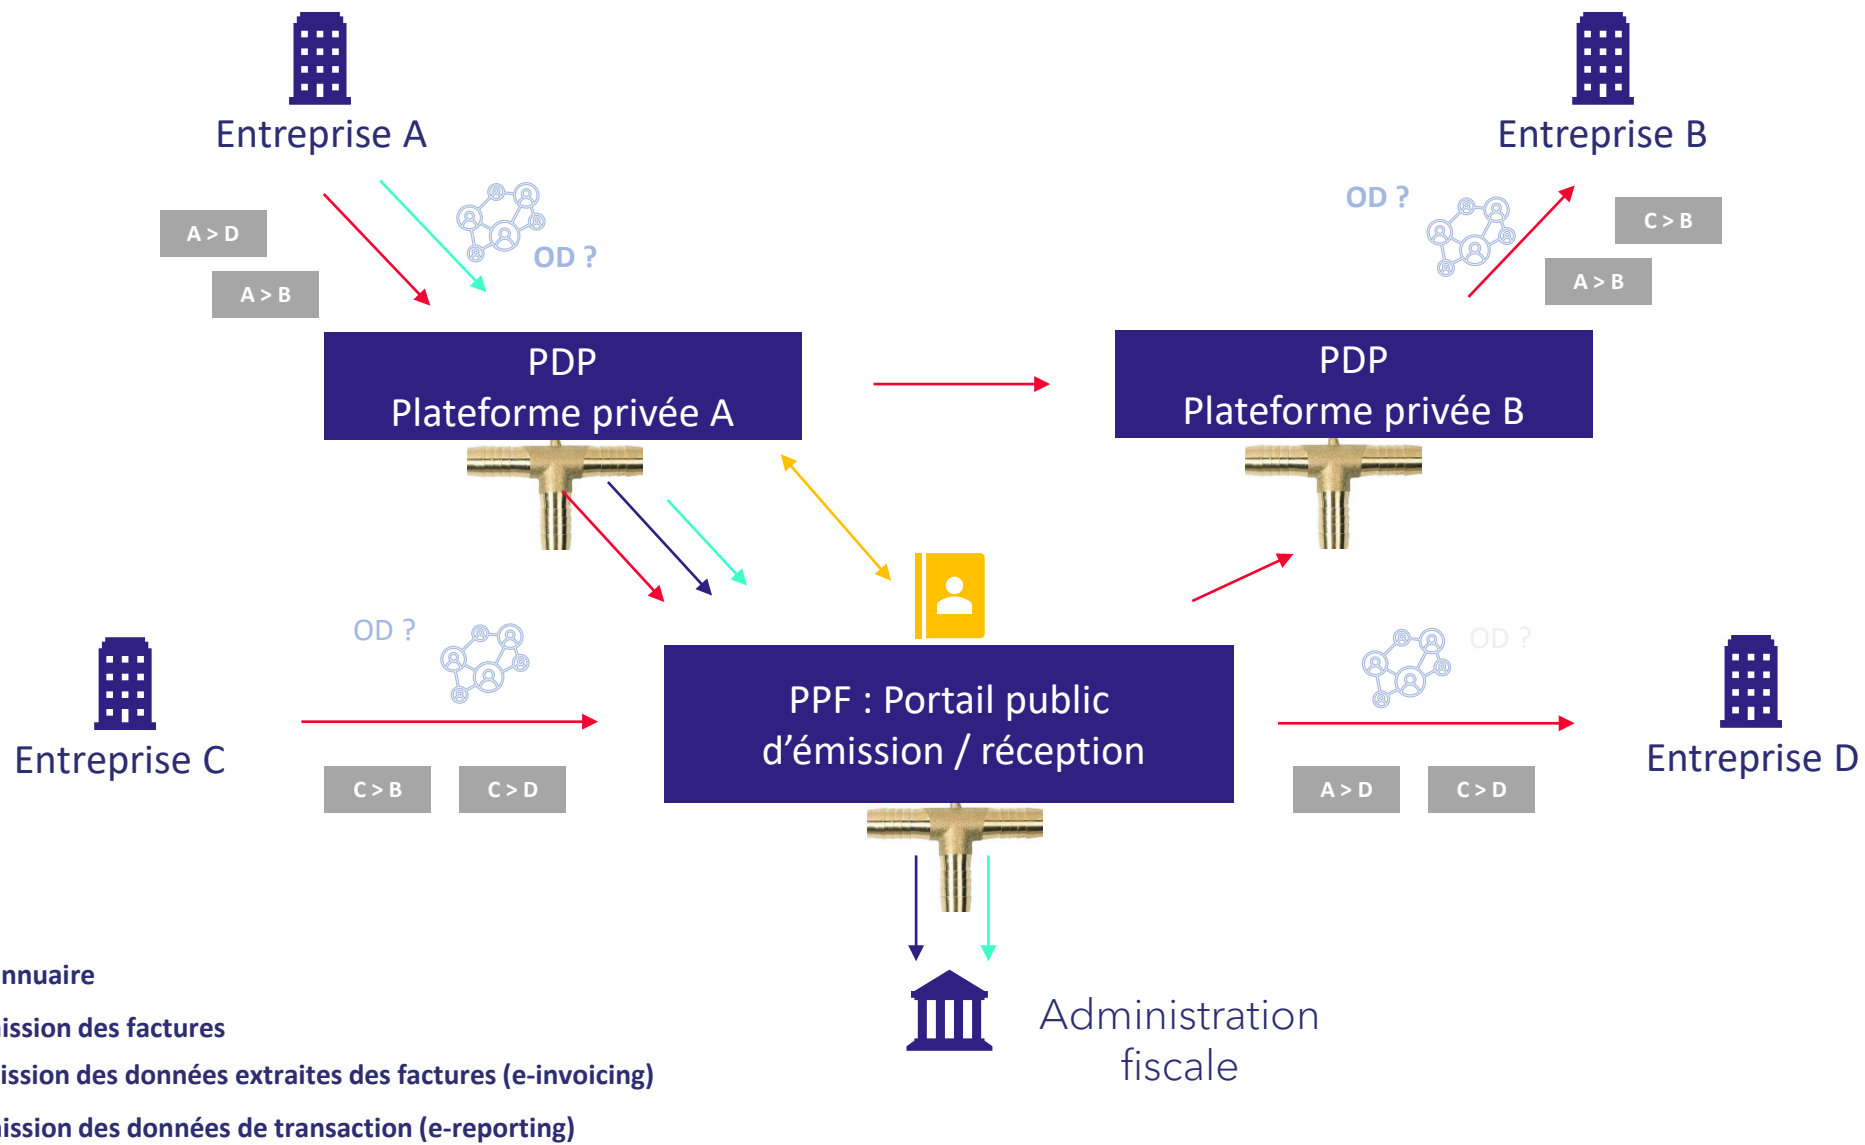 Entreprise A
Entreprise B
OD ?
A > D
C > B
OD ?
A > B
A > B
PDP
Plateforme privée A
PDP
Plateforme privée B
OD ?
OD ?
PPF : Portail public
d'émission / réception
Entreprise C
Entreprise D
C > B
C > D
A > D
C > D
nnuaire
ission des factures
ission des données extraites des factures (e-invoicing)
ission des données de transaction (e-reporting)
Administration
fiscale